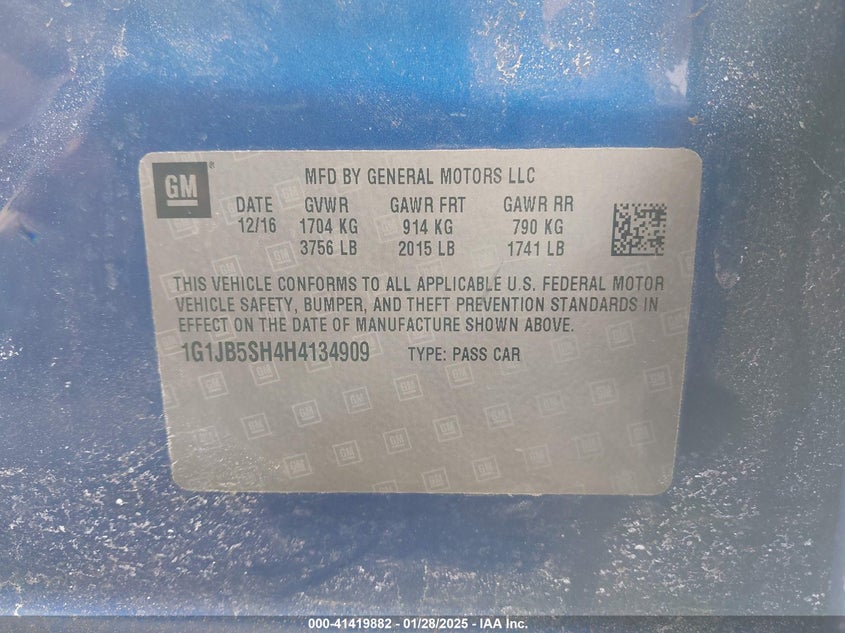 GM®
MFD BY GENERAL MOTORS LLC
DATE GVWR GAWR FRT GAWR RR
12/16 1704 KG 914 KG 790 KG
3756 LB 2015 LB 1741 LB
THIS VEHICLE CONFORMS TO ALL APPLICABLE U.S. FEDERAL MOTOR
VEHICLE SAFETY, BUMPER, AND THEFT PREVENTION STANDARDS IN
EFFECT ON THE DATE OF MANUFACTURE SHOWN ABOVE.
1G1JB5SH4H4134909 TYPE: PASS CAR
000-41419882 - 01/28/2025 - IAA Inc.